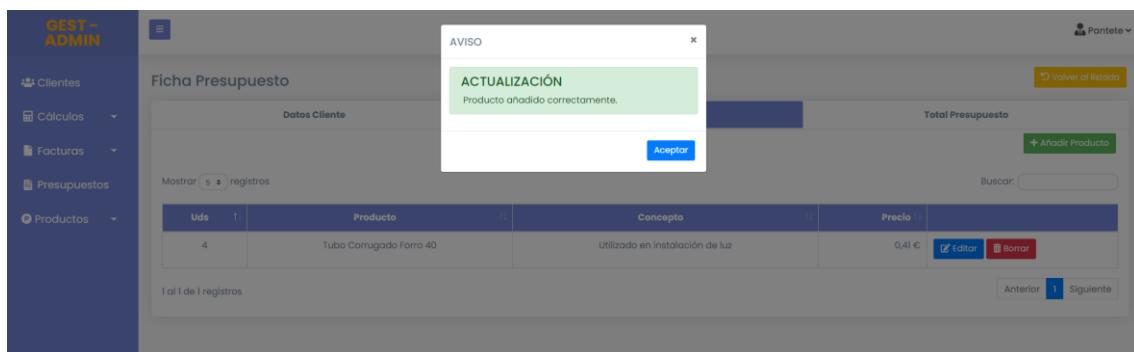 GEST -
ADMIN
Pantete
AVISO
×
ACTUALIZACIÓN
Producto añadido correctamente.
Aceptar
Clientes
Cálculos
Facturas
Presupuestos
Productos
Ficha Presupuesto
Volver al listado
Datos Cliente
Total Presupuesto
+ Añadir Producto
Mostrar 5 registros
Buscar:
Uds Producto Concepto Precio
4 Tubo Corrugado Forro 40 Utilizado en instalación de luz 0,41 € Editar Borrar
1 al 1 de 1 registros
Anterior 1 Siguiente